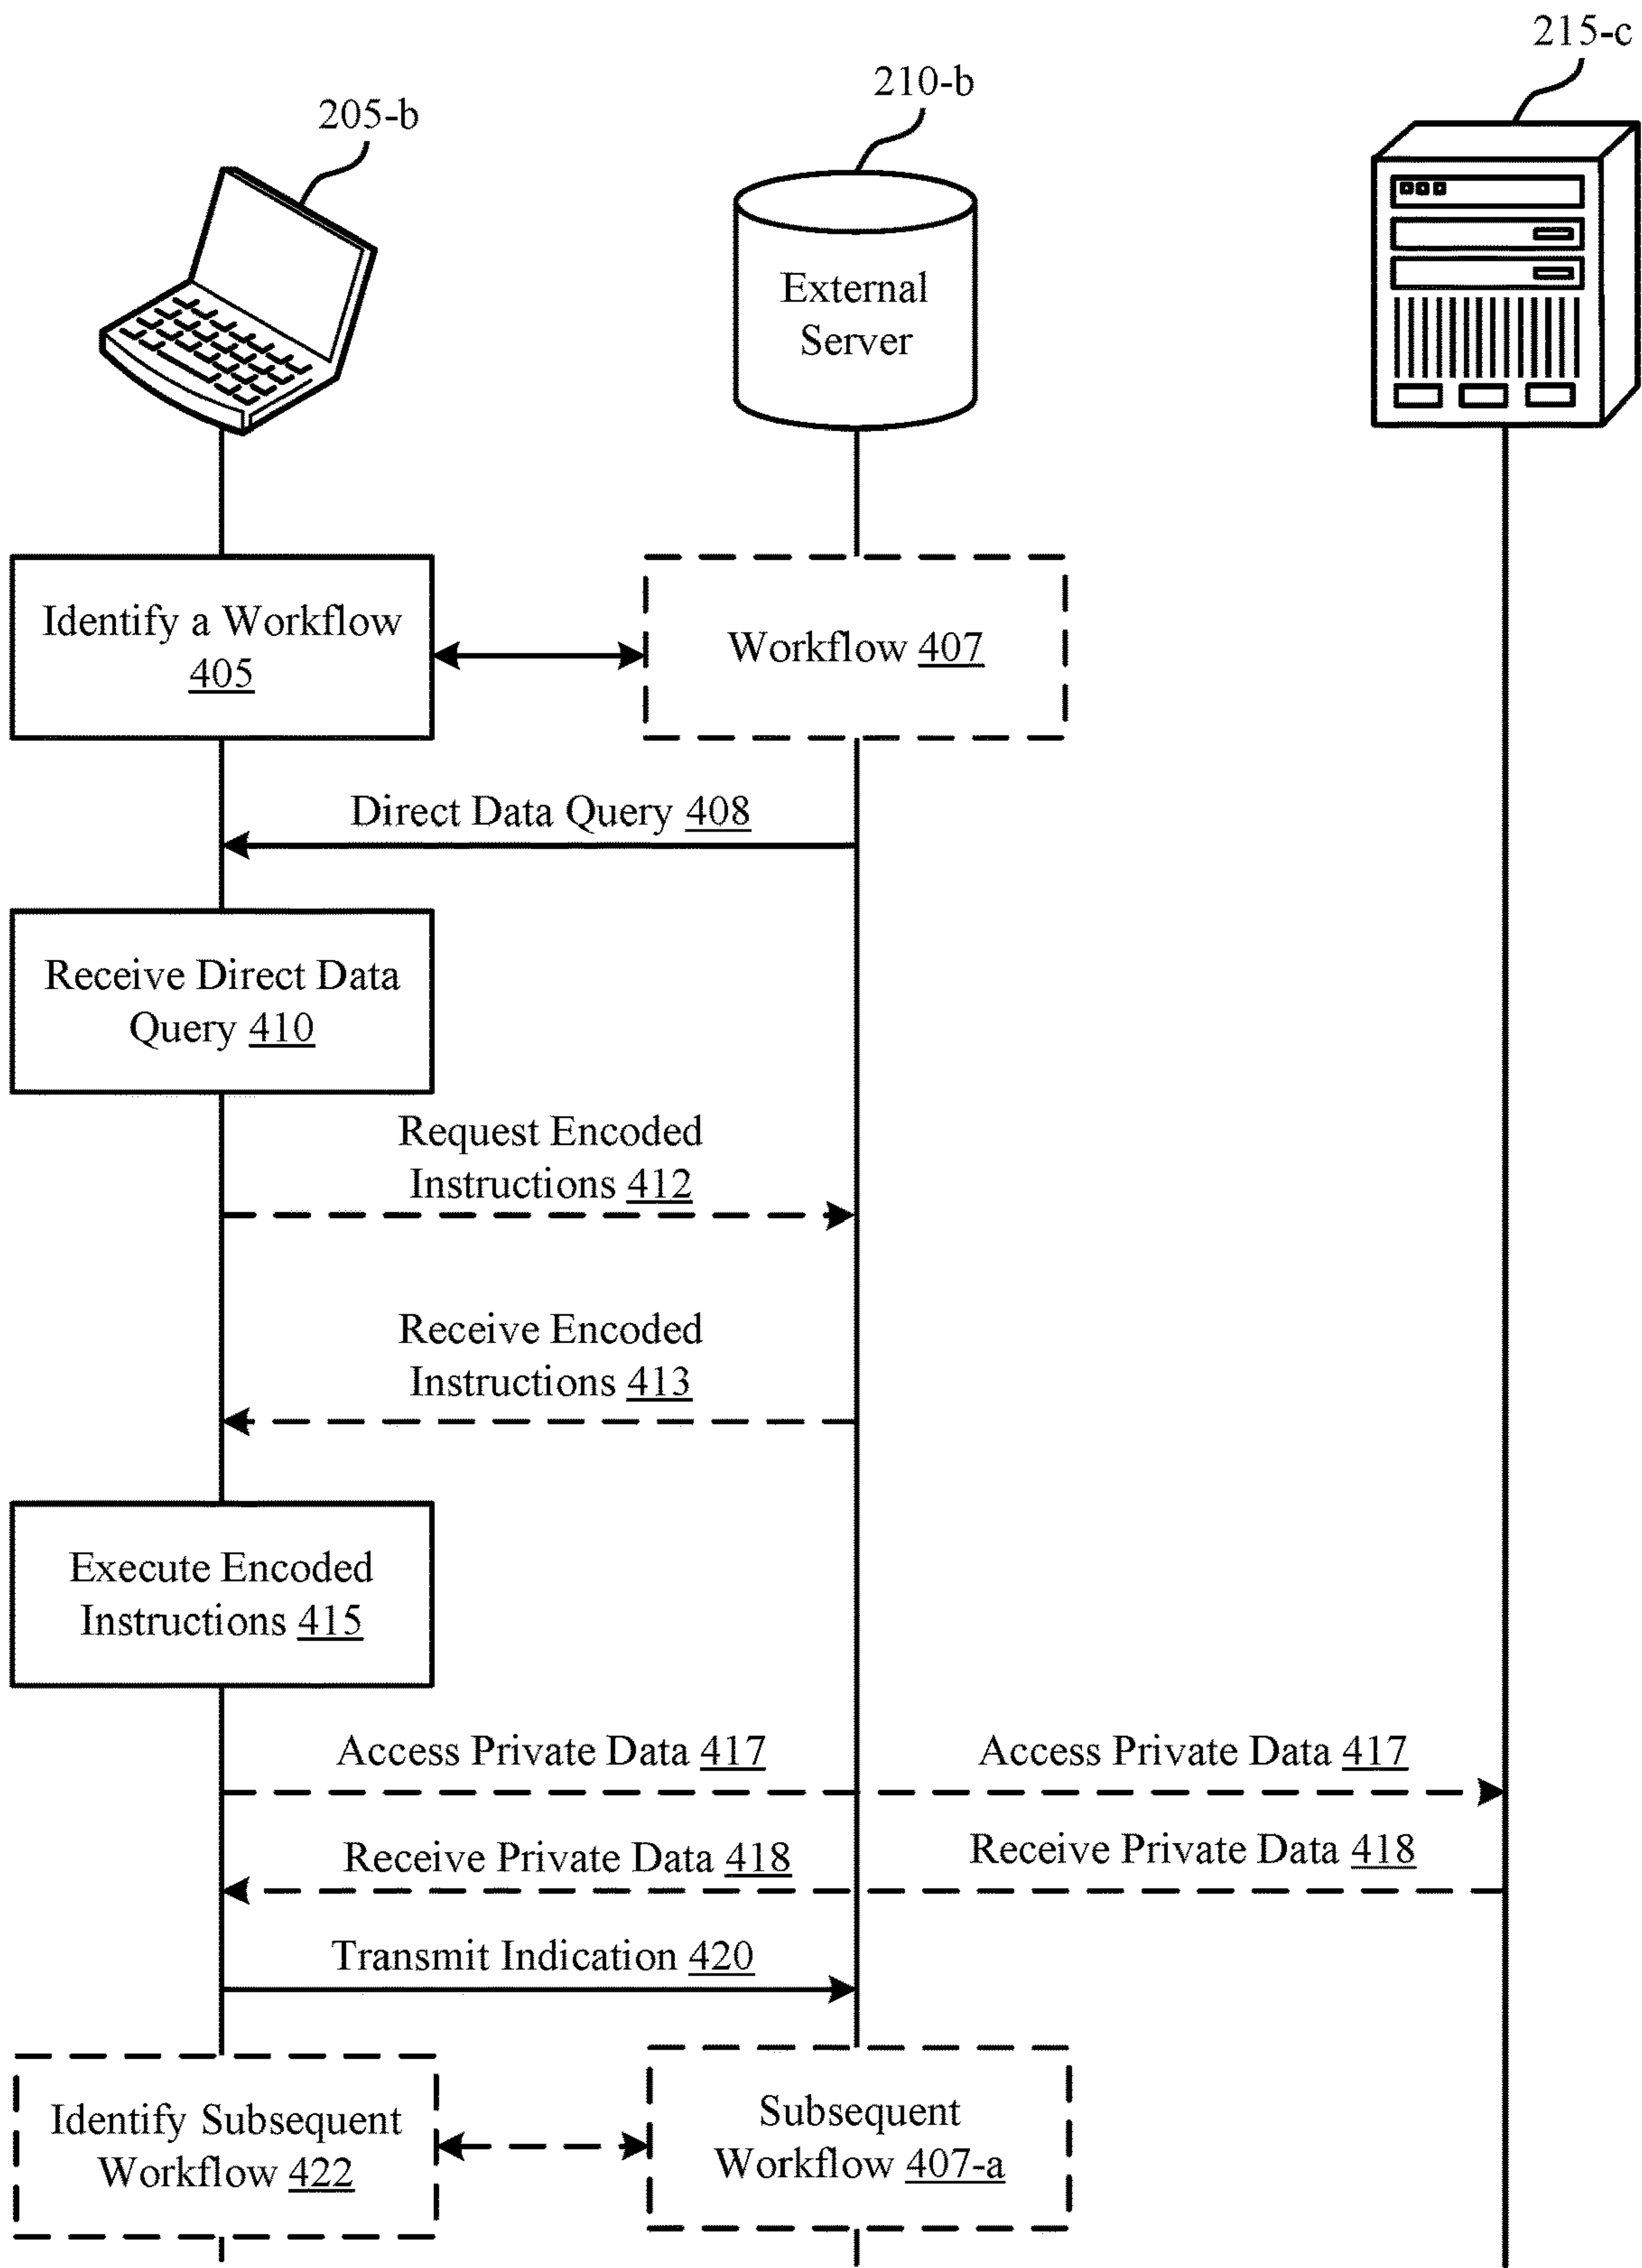 215-c
210-b
205-b
External
Server
Identify a Workflow
405
Workflow 407
Direct Data Query 408
Receive Direct Data
Query 410
Request Encoded
Instructions 412
Receive Encoded
Instructions 413
Execute Encoded
Instructions 415
Access Private Data 417
Access Private Data 417
Receive Private Data 418
Receive Private Data 418
Transmit Indication 420
Identify Subsequent
Workflow 422
Subsequent
Workflow 407-a